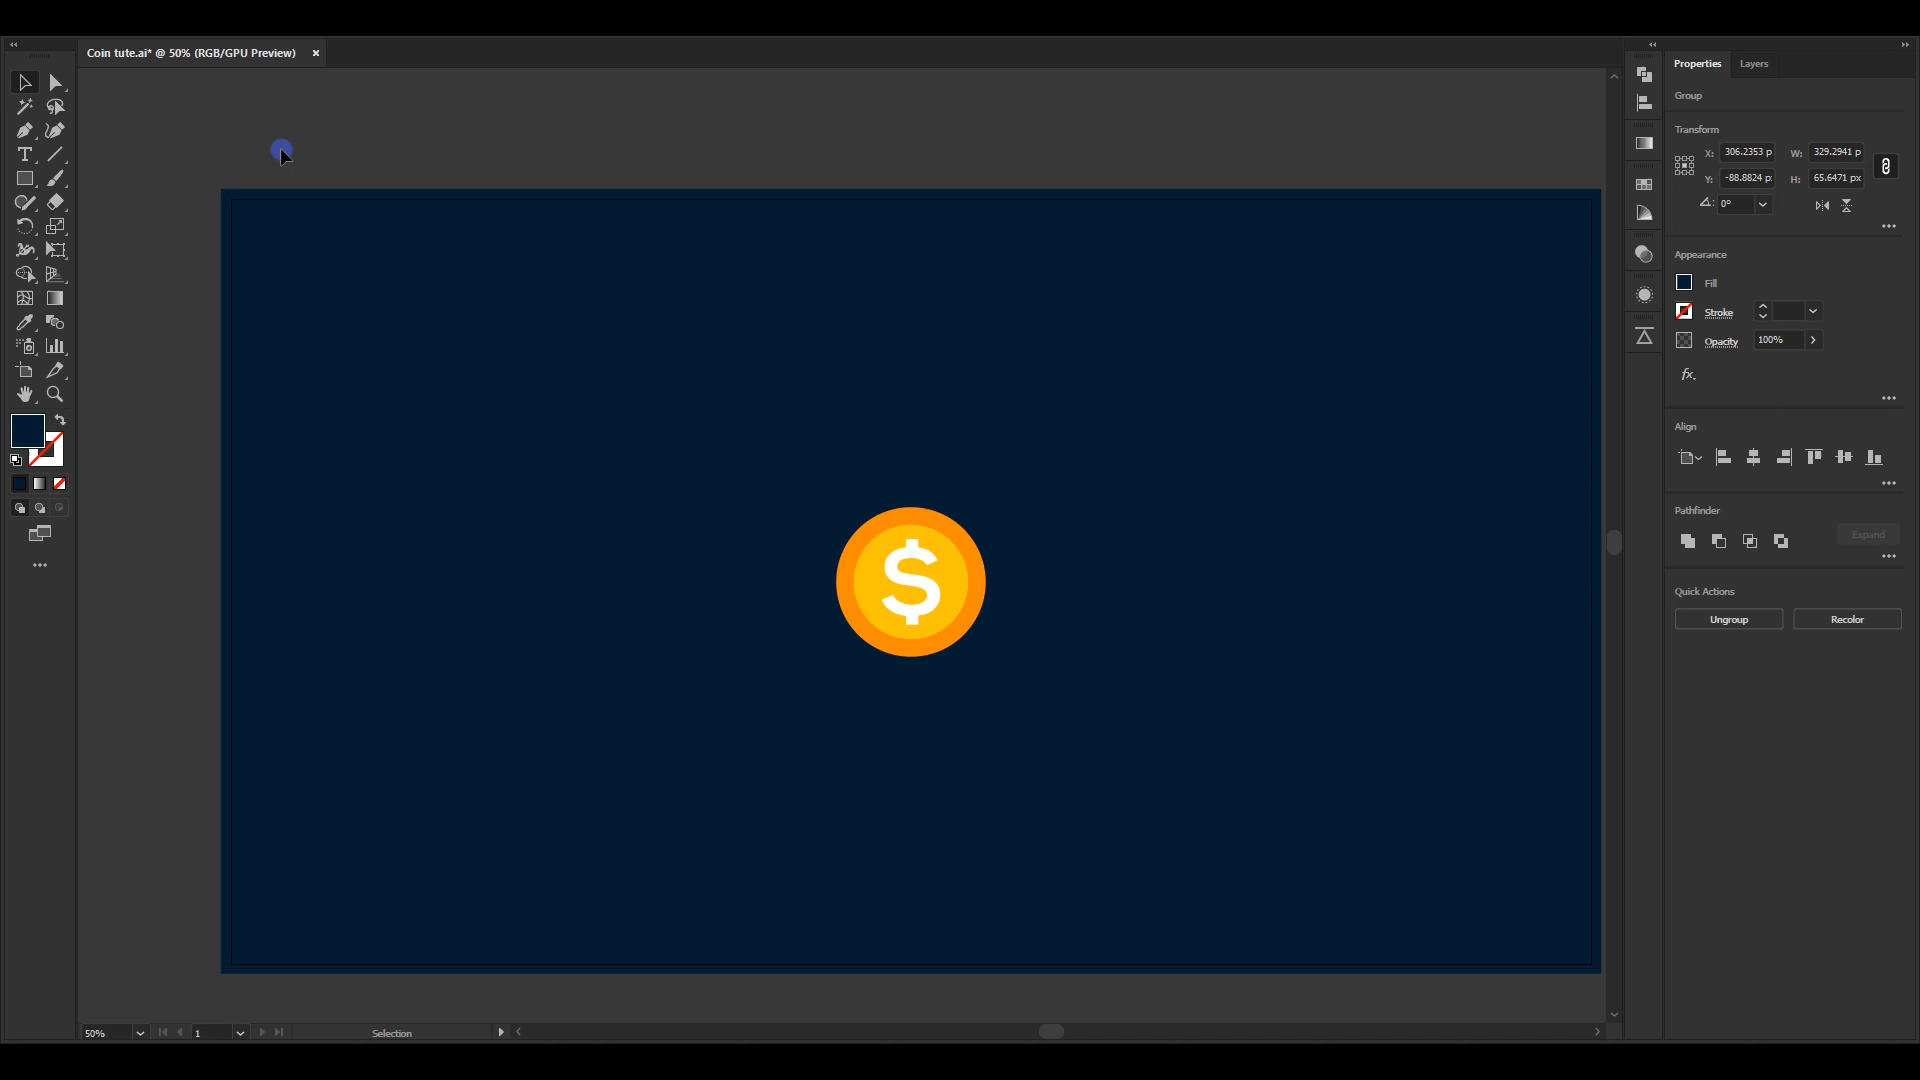 Coin tute.ai* @ 50% (RGB/GPU Preview) ×
Properties Layers
Group
Transform
X: 306.2353 p W: 329.2941 p
Y: -88.8824 p H: 65.6471 px
0°
Appearance
Fill
Stroke
Opacity 100%
fx.
Align
Pathfinder
Expand
Quick Actions
Ungroup Recolor
$
50% 1 Selection